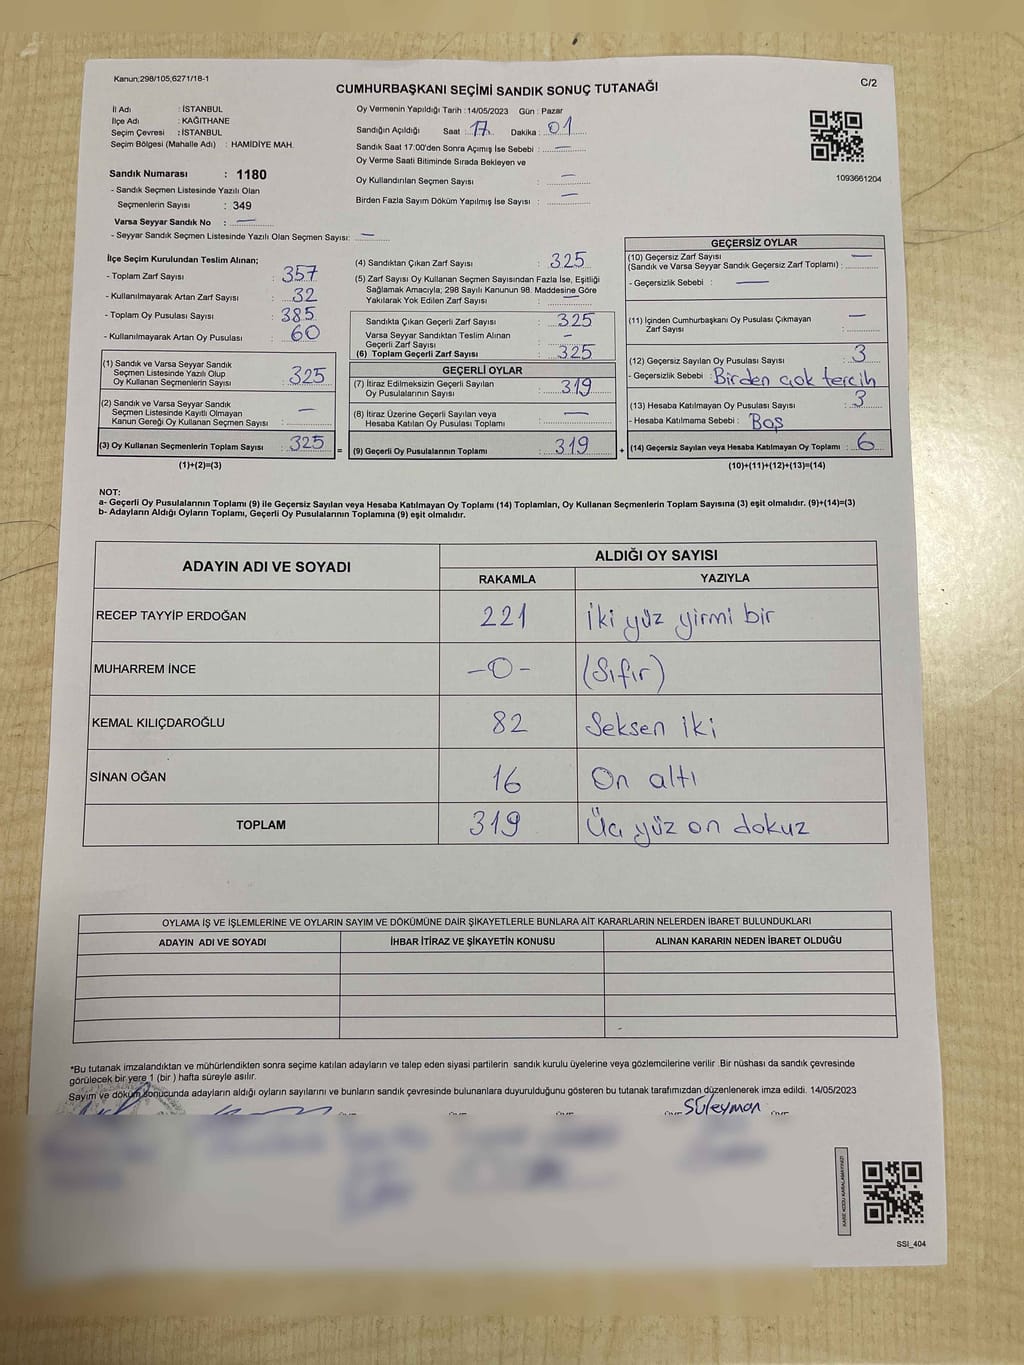 Kanun;298/105,6271/18-1
C/2
CUMHURBAŞKANI SEÇİMİ SANDIK SONUÇ TUTANAĞI
İl Adı : İSTANBUL
İlçe Adı : KAĞITHANE
Seçim Çevresi : İSTANBUL
Seçim Bölgesi (Mahalle Adı) : HAMİDİYE MAH.
Sandık Numarası : 1180
- Sandık Seçmen Listesinde Yazılı Olan
Seçmenlerin Sayısı : 349
Varsa Seyyar Sandık No : —
- Seyyar Sandık Seçmen Listesinde Yazılı Olan Seçmen Sayısı: —
Oy Vermenin Yapıldığı Tarih : 14/05/2023 Gün : Pazar
Sandığın Açıldığı Saat : 17 Dakika : 01
Sandık Saat 17:00'den Sonra Açımış İse Sebebi : —
Oy Verme Saati Bitiminde Sırada Bekleyen ve
Oy Kullandırılan Seçmen Sayısı : —
Birden Fazla Sayım Döküm Yapılmış İse Sayısı : —
1093661204
İlçe Seçim Kurulundan Teslim Alınan;
- Toplam Zarf Sayısı : 357
- Kullanılmayarak Artan Zarf Sayısı : 32
- Toplam Oy Pusulası Sayısı : 385
- Kullanılmayarak Artan Oy Pusulası : 60
(1) Sandık ve Varsa Seyyar Sandık
Seçmen Listesinde Yazılı Olup
Oy Kullanan Seçmenlerin Sayısı : 325
(2) Sandık ve Varsa Seyyar Sandık
Seçmen Listesinde Kayıtlı Olmayan
Kanun Gereği Oy Kullanan Seçmen Sayısı : —
(3) Oy Kullanan Seçmenlerin Toplam Sayısı : 325
(1)+(2)=(3)
(4) Sandıktan Çıkan Zarf Sayısı : 325
(5) Zarf Sayısı Oy Kullanan Seçmen Sayısından Fazla İse, Eşitliği
Sağlamak Amacıyla; 298 Sayılı Kanunun 98. Maddesine Göre
Yakılarak Yok Edilen Zarf Sayısı : —
Sandıkta Çıkan Geçerli Zarf Sayısı : 325
Varsa Seyyar Sandıktan Teslim Alınan
Geçerli Zarf Sayısı : —
(6) Toplam Geçerli Zarf Sayısı : 325
GEÇERLİ OYLAR
(7) İtiraz Edilmeksizin Geçerli Sayılan
Oy Pusulalarının Sayısı : 319
(8) İtiraz Üzerine Geçerli Sayılan veya
Hesaba Katılan Oy Pusulası Toplamı : —
= (9) Geçerli Oy Pusulalarının Toplamı : 319 +
GEÇERSİZ OYLAR
(10) Geçersiz Zarf Sayısı
(Sandık ve Varsa Seyyar Sandık Geçersiz Zarf Toplamı) : —
- Geçersizlik Sebebi : —
(11) İçinden Cumhurbaşkanı Oy Pusulası Çıkmayan
Zarf Sayısı : —
(12) Geçersiz Sayılan Oy Pusulası Sayısı : 3
- Geçersizlik Sebebi : Birden çok tercih
(13) Hesaba Katılmayan Oy Pusulası Sayısı : 3
- Hesaba Katılmama Sebebi : Boş
(14) Geçersiz Sayılan veya Hesaba Katılmayan Oy Toplamı : 6
(10)+(11)+(12)+(13)=(14)
NOT:
a- Geçerli Oy Pusulalarının Toplamı (9) ile Geçersiz Sayılan veya Hesaba Katılmayan Oy Toplamı (14) Toplamları, Oy Kullanan Seçmenlerin Toplam Sayısına (3) eşit olmalıdır. (9)+(14)=(3)
b- Adayların Aldığı Oyların Toplamı, Geçerli Oy Pusulalarının Toplamına (9) eşit olmalıdır.
ADAYIN ADI VE SOYADI
ALDIĞI OY SAYISI
RAKAMLA YAZIYLA
RECEP TAYYİP ERDOĞAN 221 İki yüz yirmi bir
MUHARREM İNCE -0- (Sıfır)
KEMAL KILIÇDAROĞLU 82 Seksen iki
SİNAN OĞAN 16 On altı
TOPLAM 319 Üç yüz on dokuz
OYLAMA İŞ VE İŞLEMLERİNE VE OYLARIN SAYIM VE DÖKÜMÜNE DAİR ŞİKAYETLERLE BUNLARA AİT KARARLARIN NELERDEN İBARET BULUNDUKLARI
ADAYIN ADI VE SOYADI İHBAR İTİRAZ VE ŞİKAYETİN KONUSU ALINAN KARARIN NEDEN İBARET OLDUĞU
*Bu tutanak imzalandıktan ve mühürlendikten sonra seçime katılan adayların ve talep eden siyasi partilerin sandık kurulu üyelerine veya gözlemcilerine verilir .Bir nüshası da sandık çevresinde
görülecek bir yere 1 (bir ) hafta süreyle asılır.
Sayım ve döküm sonucunda adayların aldığı oyların sayılarını ve bunların sandık çevresinde bulunanlara duyurulduğunu gösteren bu tutanak tarafımızdan düzenlenerek imza edildi. 14/05/2023
Süleyman
KARE KODU KARALAMAYINIZ!
SSI_404